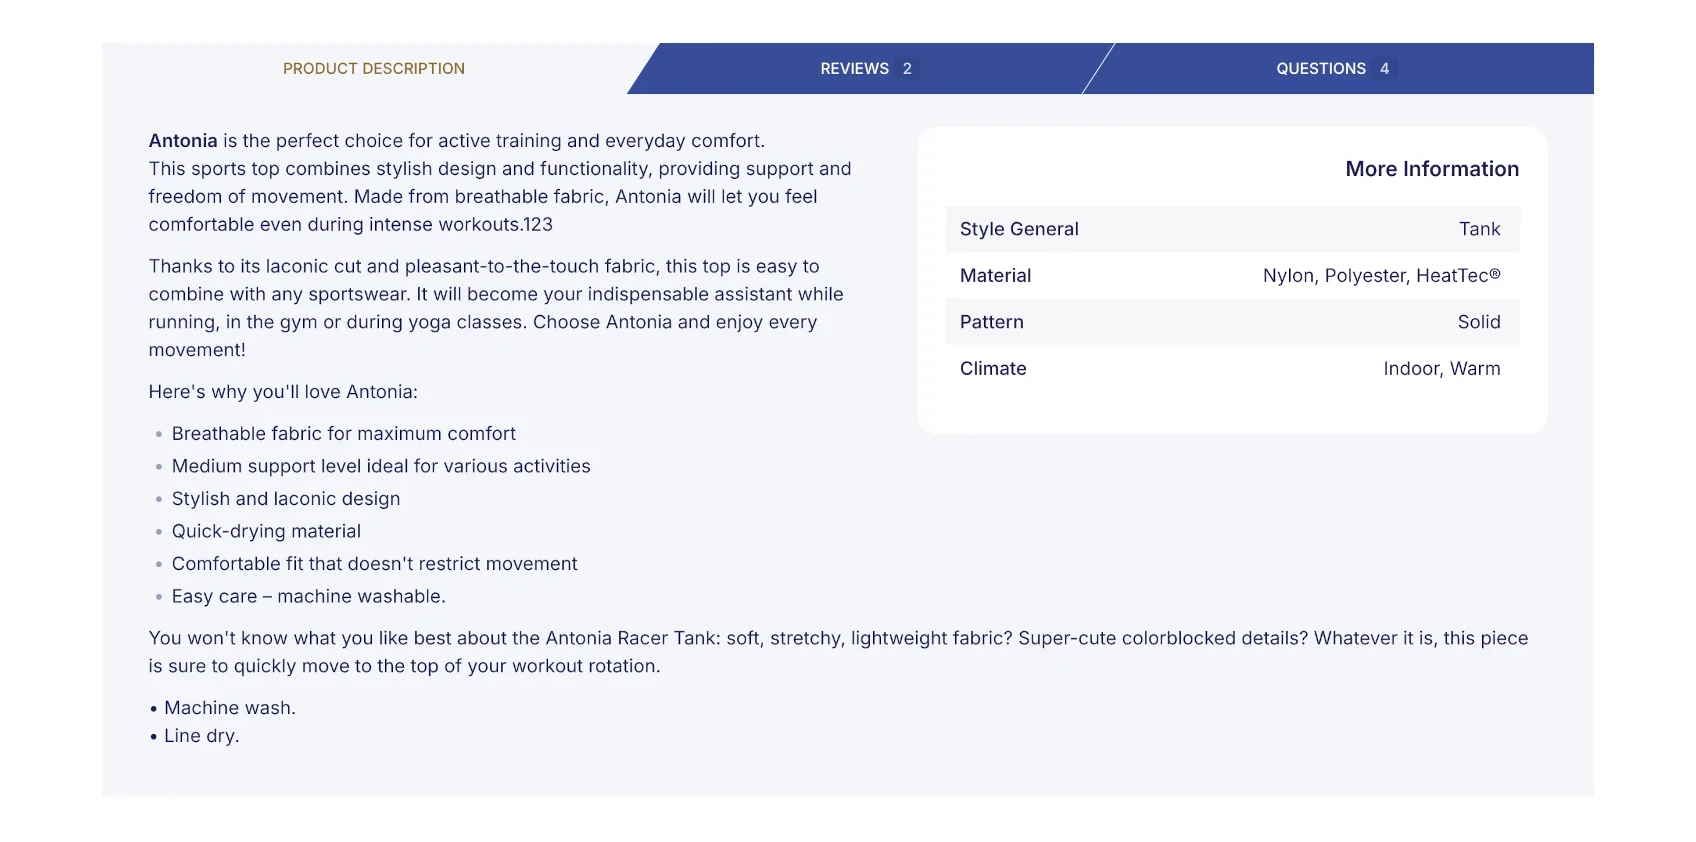 PRODUCT DESCRIPTION
REVIEWS 2
QUESTIONS 4
Antonia is the perfect choice for active training and everyday comfort.
This sports top combines stylish design and functionality, providing support and
freedom of movement. Made from breathable fabric, Antonia will let you feel
comfortable even during intense workouts.123
Thanks to its laconic cut and pleasant-to-the-touch fabric, this top is easy to
combine with any sportswear. It will become your indispensable assistant while
running, in the gym or during yoga classes. Choose Antonia and enjoy every
movement!
Here's why you'll love Antonia:
• Breathable fabric for maximum comfort
• Medium support level ideal for various activities
• Stylish and laconic design
• Quick-drying material
• Comfortable fit that doesn't restrict movement
• Easy care – machine washable.
More Information
Style General Tank
Material Nylon, Polyester, HeatTec®
Pattern Solid
Climate Indoor, Warm
You won't know what you like best about the Antonia Racer Tank: soft, stretchy, lightweight fabric? Super-cute colorblocked details? Whatever it is, this piece
is sure to quickly move to the top of your workout rotation.
• Machine wash.
• Line dry.